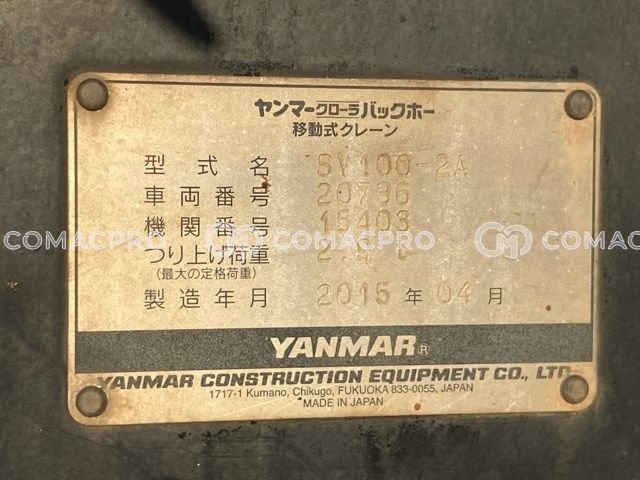 ヤンマークローラバックホー
移動式クレーン
型式名 SV100-2A
車両番号 20736
機関番号 15403
つり上げ荷重
(最大の定格荷重)
製造年月 2015年04月
COMACPRO COMACPRO
YANMAR®
YANMAR CONSTRUCTION EQUIPMENT CO., LTD.
1717-1 Kumano, Chikugo, FUKUOKA 833-0055, JAPAN
MADE IN JAPAN